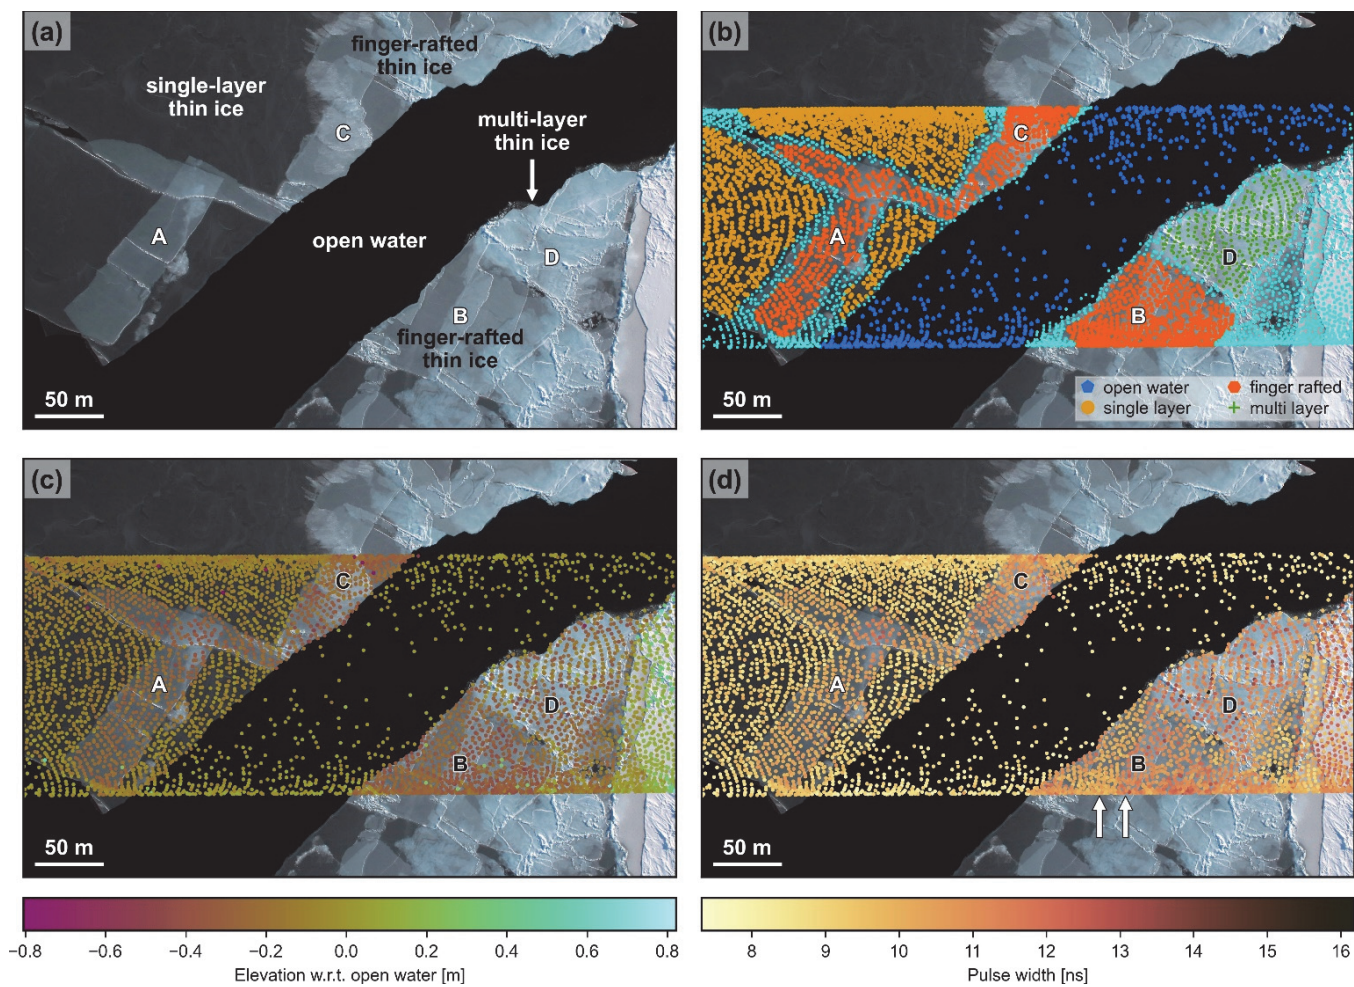 (a)
finger-rafted
thin ice
single-layer
thin ice
C
multi-layer
thin ice
A
open water
D
B
finger-rafted
thin ice
50 m
(b)
C
A
D
B
open water
finger rafted
single layer
multi layer
50 m
(c)
C
A
D
B
50 m
(d)
C
A
D
B
50 m
−0.8 −0.6 −0.4 −0.2 0.0 0.2 0.4 0.6 0.8
Elevation w.r.t. open water [m]
8 9 10 11 12 13 14 15 16
Pulse width [ns]